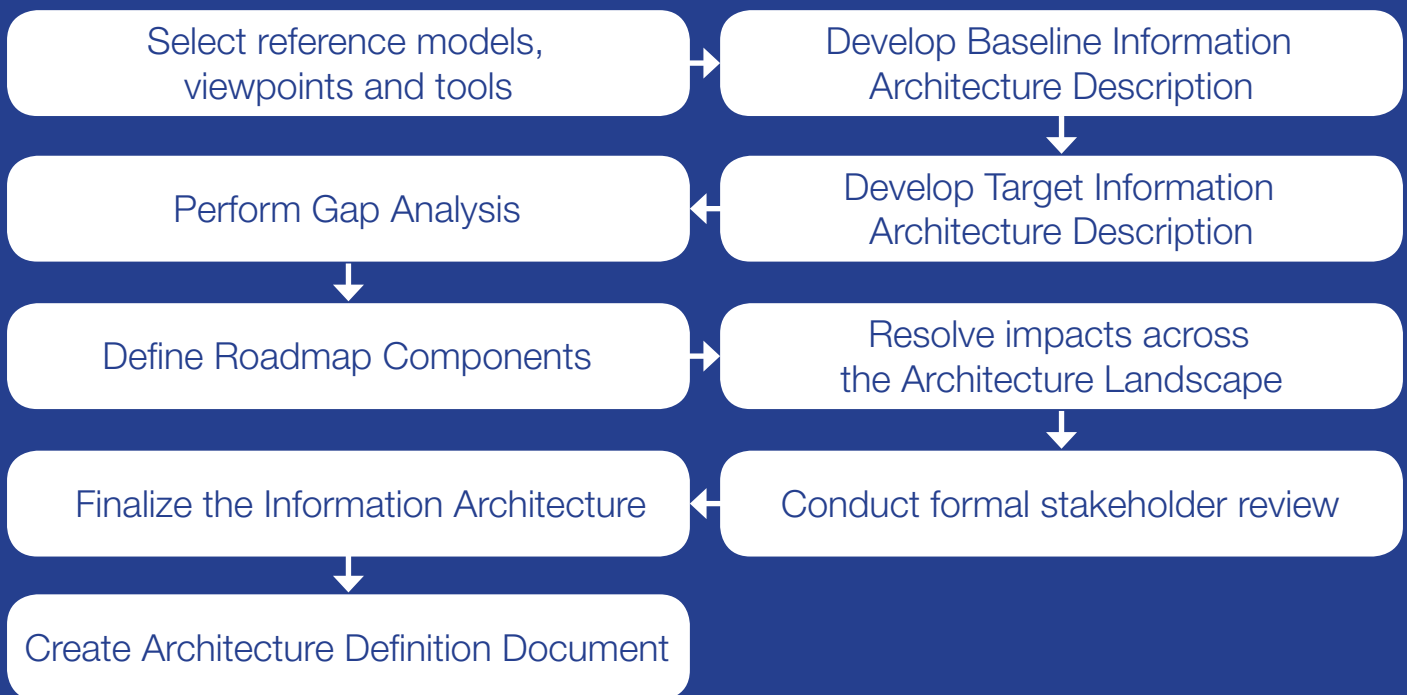 Select reference models,
viewpoints and tools
Develop Baseline Information
Architecture Description
Develop Target Information
Architecture Description
Perform Gap Analysis
Define Roadmap Components
Resolve impacts across
the Architecture Landscape
Conduct formal stakeholder review
Finalize the Information Architecture
Create Architecture Definition Document